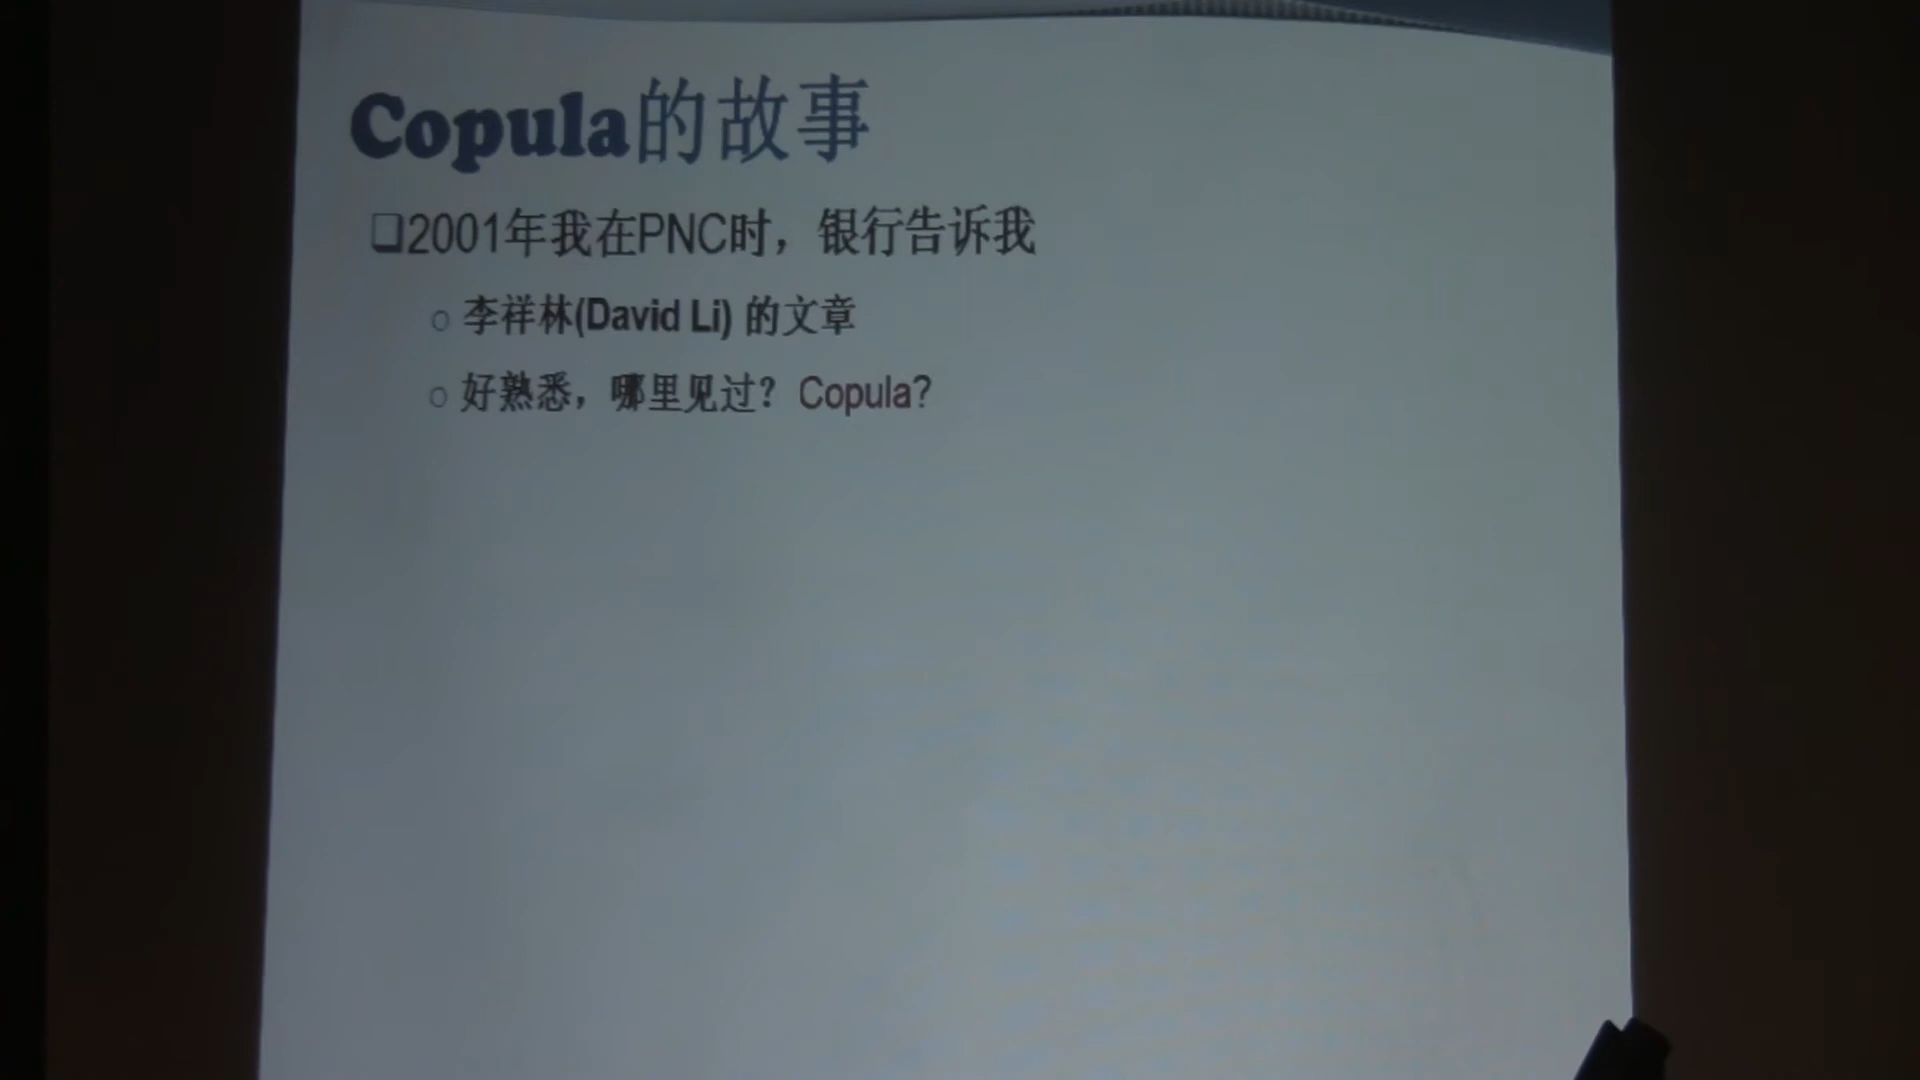 Copula的故事
❑2001年我在PNC时，银行告诉我
○ 李祥林(David Li) 的文章
○ 好熟悉，哪里见过？Copula?